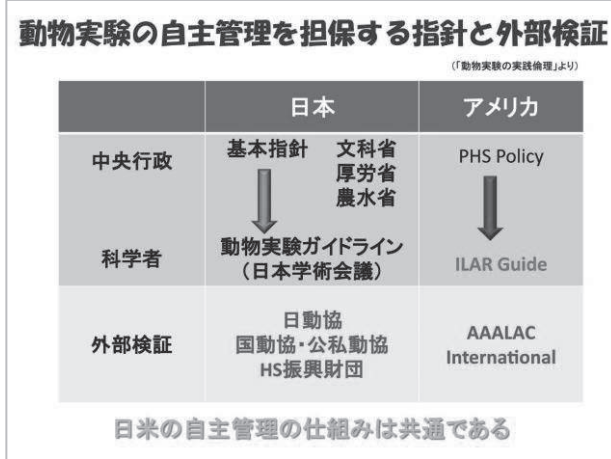 動物実験の自主管理を担保する指針と外部検証
(「動物実験の実践倫理」より)
日本 アメリカ
中央行政 基本指針 文科省 PHS Policy
厚労省
農水省
科学者 動物実験ガイドライン ILAR Guide
(日本学術会議)
外部検証 日動協 AAALAC
国動協・公私動協 International
HS振興財団
日米の自主管理の仕組みは共通である